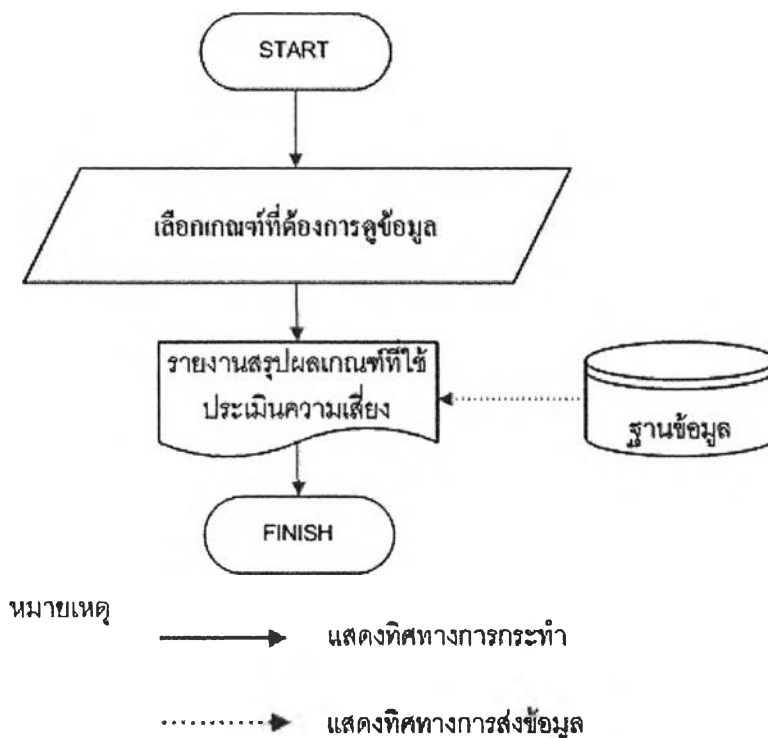 START
เลือกเกณฑ์ที่ต้องการดูข้อมูล
รายงานสรุปผลเกณฑ์ที่ใช้
ประเมินความเสี่ยง
ฐานข้อมูล
FINISH
หมายเหตุ
แสดงทิศทางการกระทำ
แสดงทิศทางการส่งข้อมูล